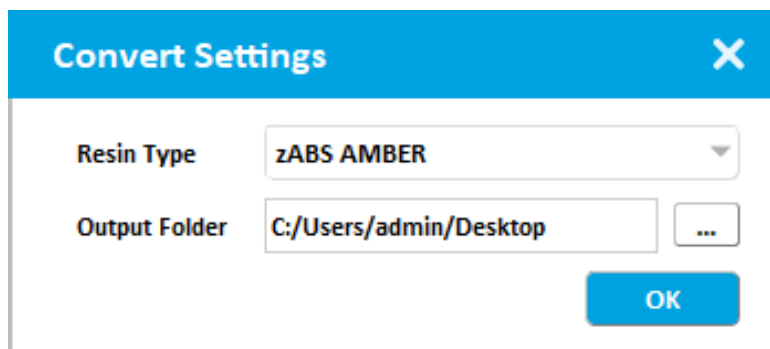 Convert Settings
Resin Type zABS AMBER
Output Folder C:/Users/admin/Desktop ...
OK